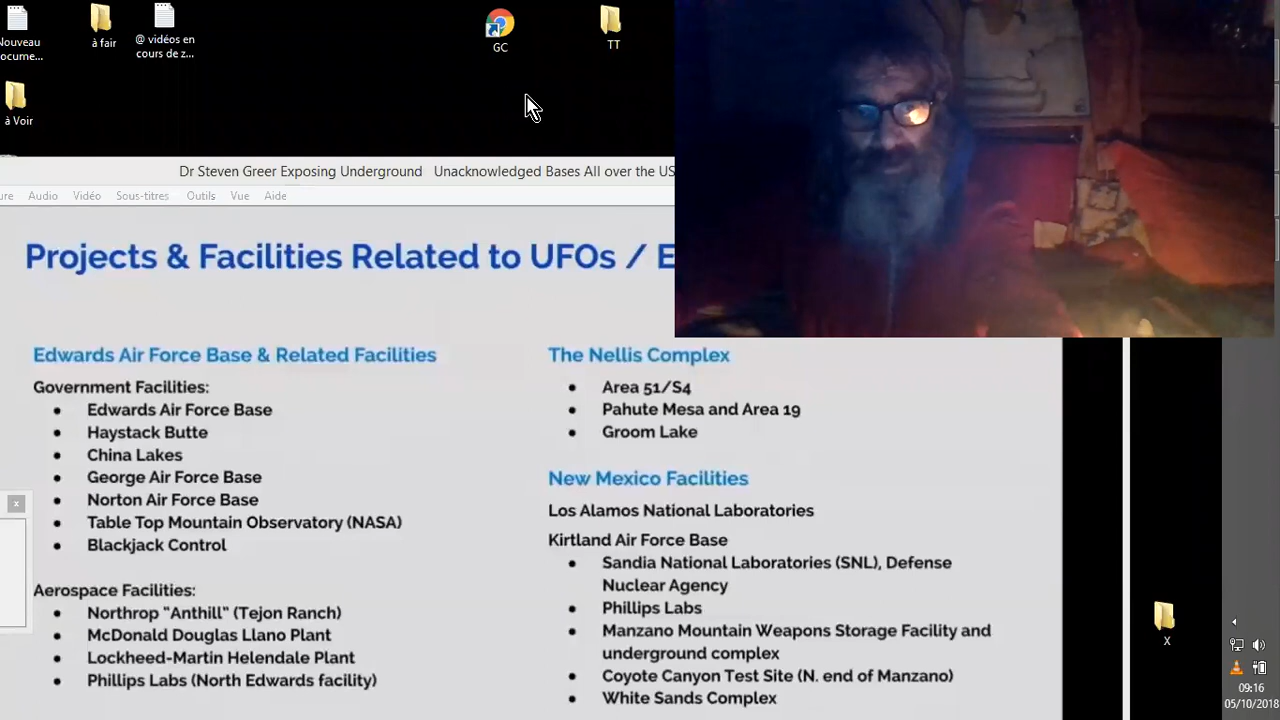 Nouveau
docume...
à fair
@ vidéos en
cours de z...
GC
TT
à Voir
Dr Steven Greer Exposing Underground Unacknowledged Bases All over the US
ure Audio Vidéo Sous-titres Outils Vue Aide
Projects & Facilities Related to UFOs / E
Edwards Air Force Base & Related Facilities
Government Facilities:
• Edwards Air Force Base
• Haystack Butte
• China Lakes
• George Air Force Base
• Norton Air Force Base
• Table Top Mountain Observatory (NASA)
• Blackjack Control
Aerospace Facilities:
• Northrop “Anthill” (Tejon Ranch)
• McDonald Douglas Llano Plant
• Lockheed-Martin Helendale Plant
• Phillips Labs (North Edwards facility)
The Nellis Complex
• Area 51/S4
• Pahute Mesa and Area 19
• Groom Lake
New Mexico Facilities
Los Alamos National Laboratories
Kirtland Air Force Base
• Sandia National Laboratories (SNL), Defense
Nuclear Agency
• Phillips Labs
• Manzano Mountain Weapons Storage Facility and
underground complex
• Coyote Canyon Test Site (N. end of Manzano)
• White Sands Complex
X
09:16
05/10/2018